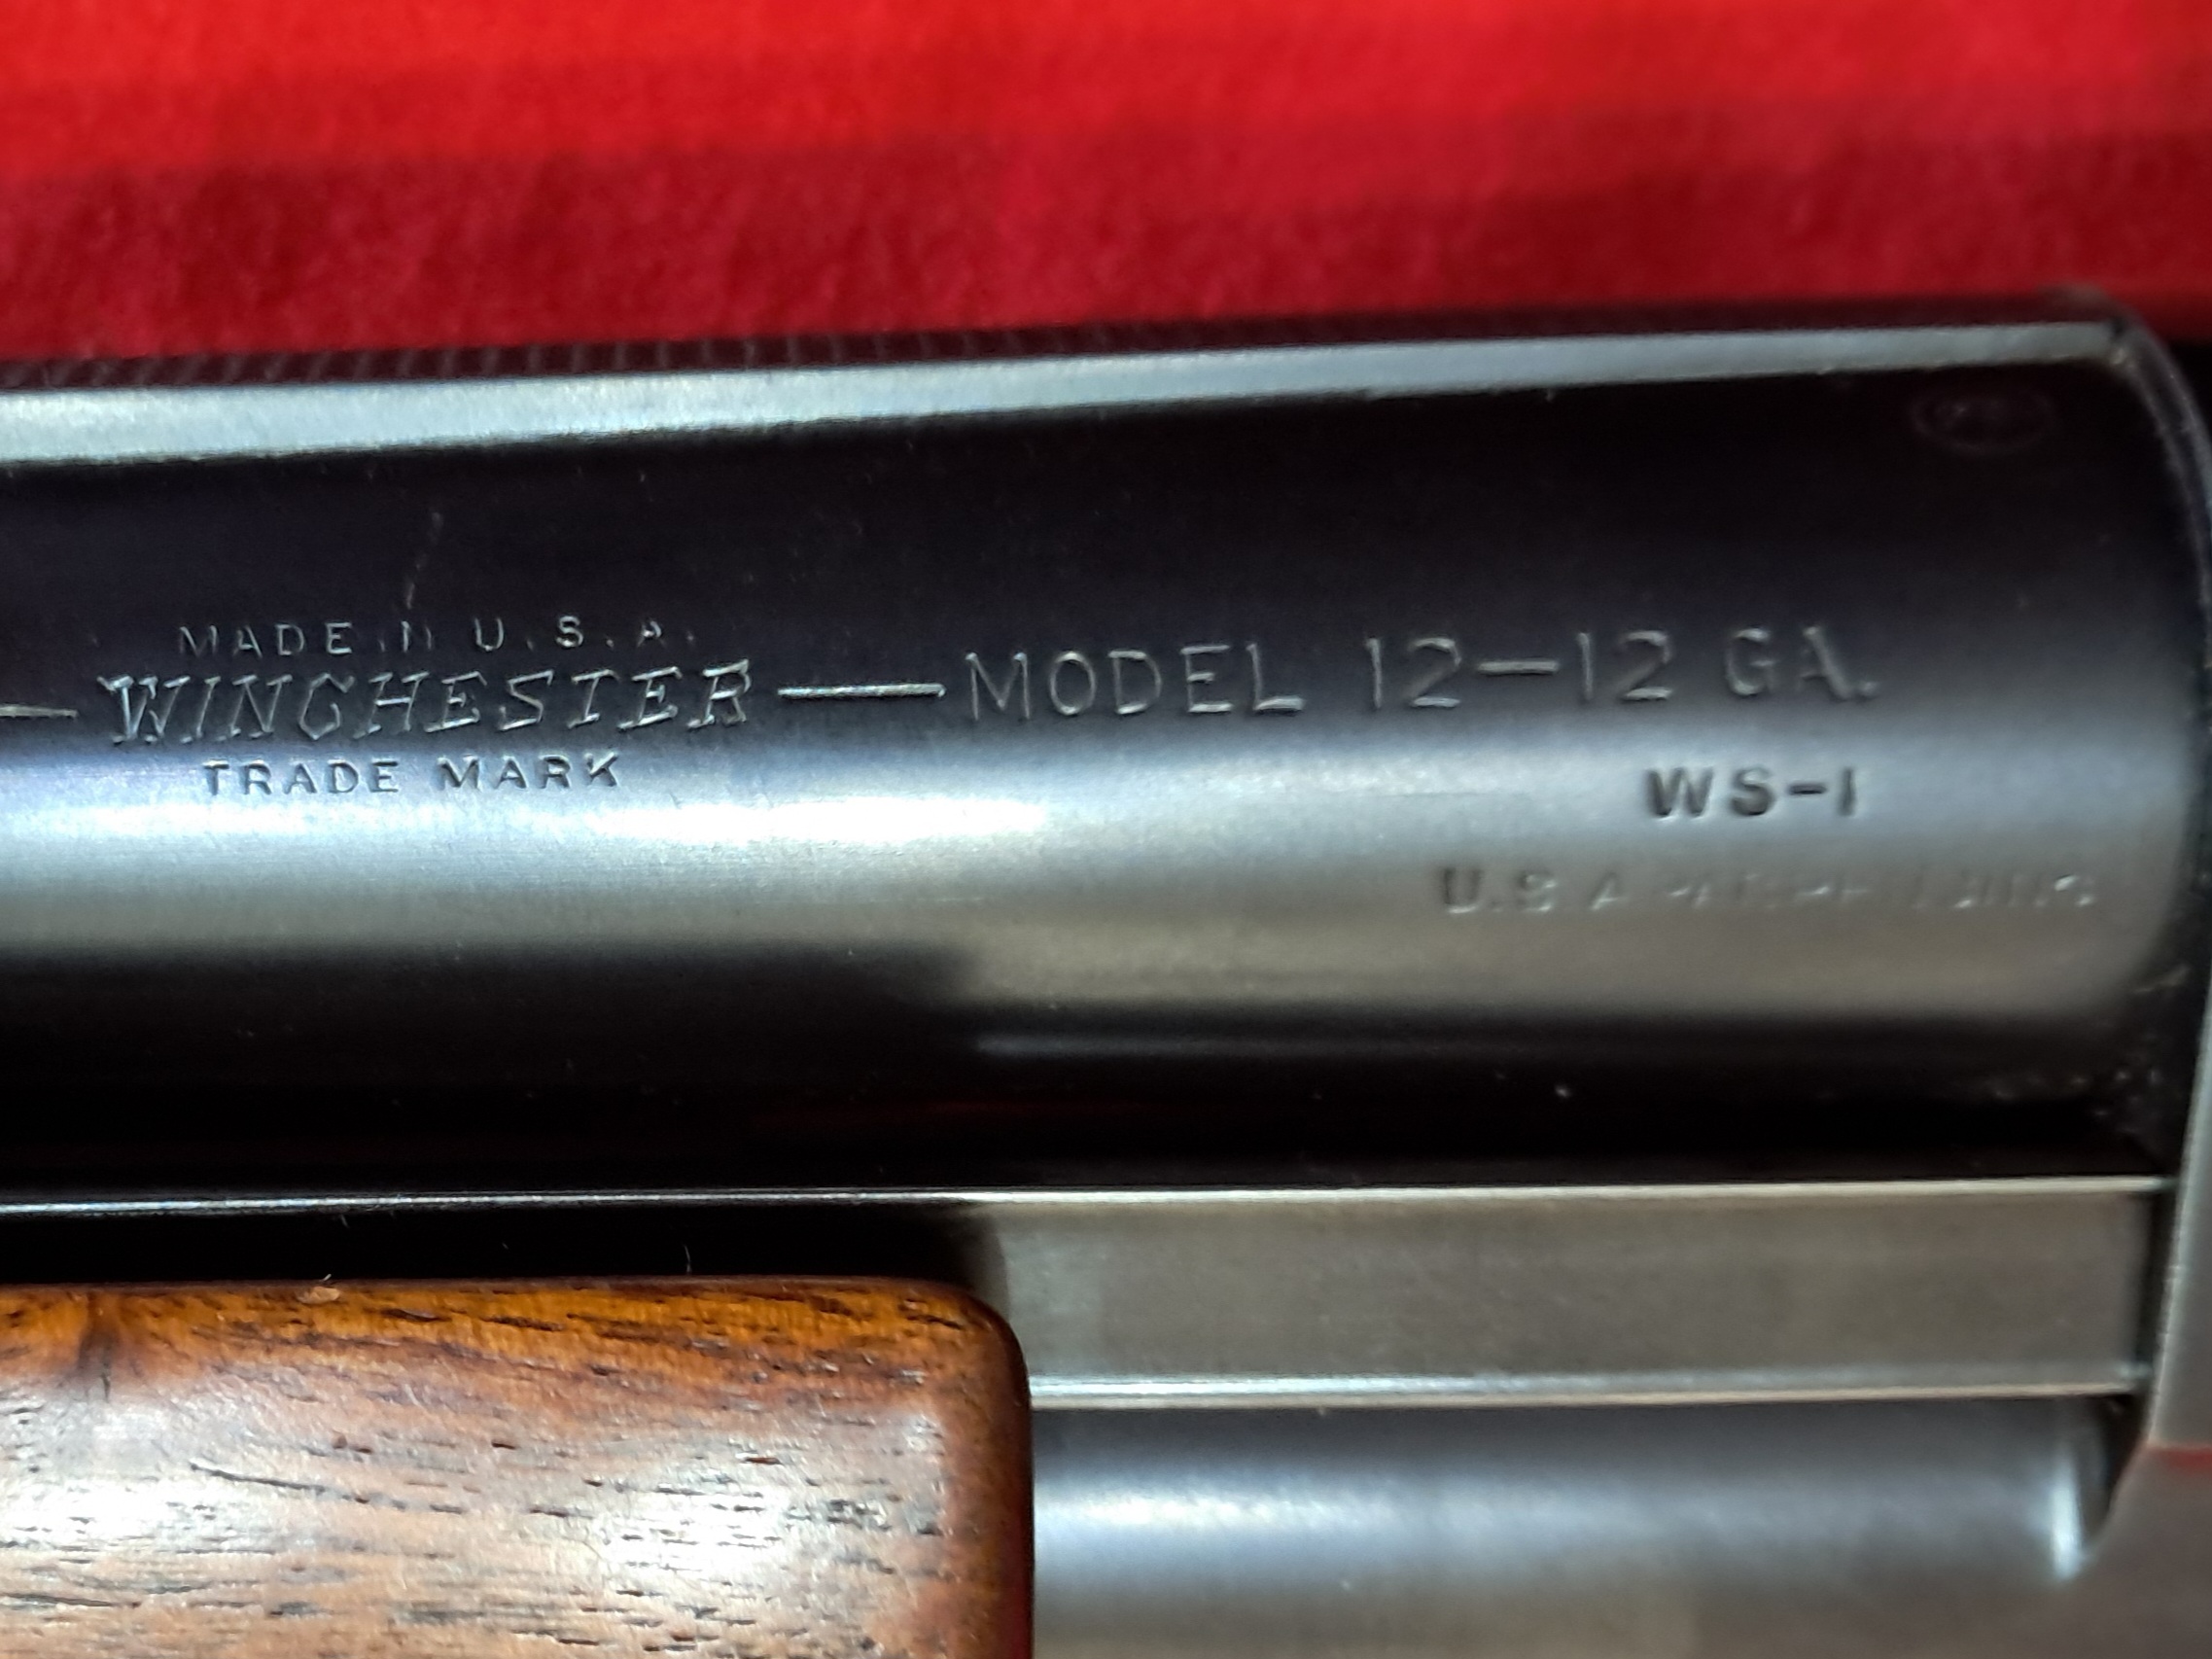 MADE IN U.S.A.
— WINCHESTER — MODEL 12-12 GA.
TRADE MARK
WS-1
U.S.A